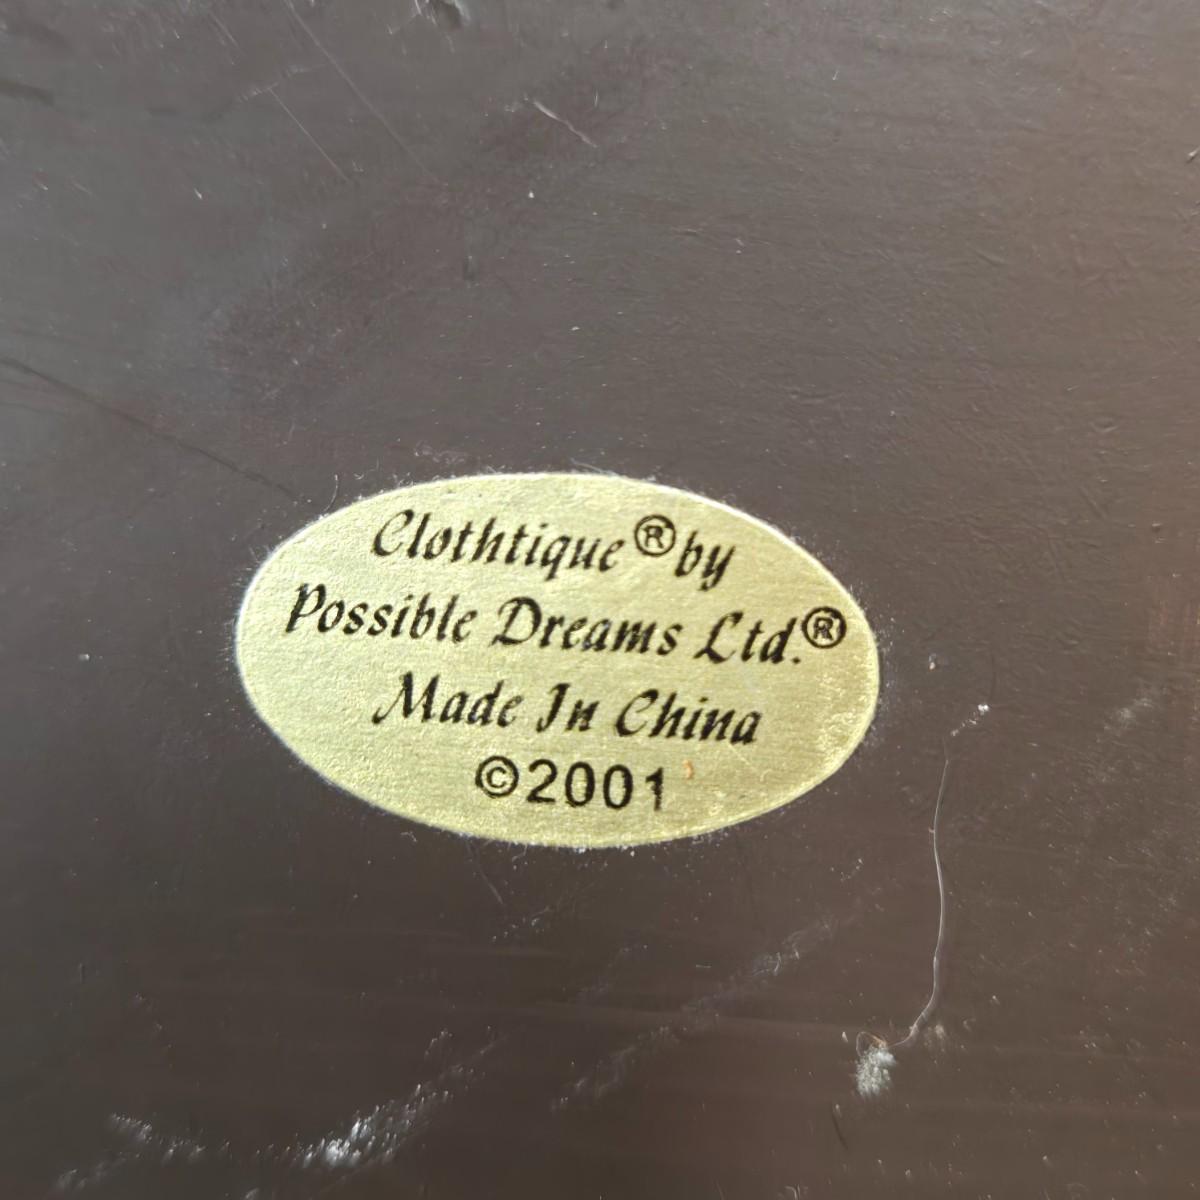 Clothtique® by
Possible Dreams Ltd.®
Made In China
©2001